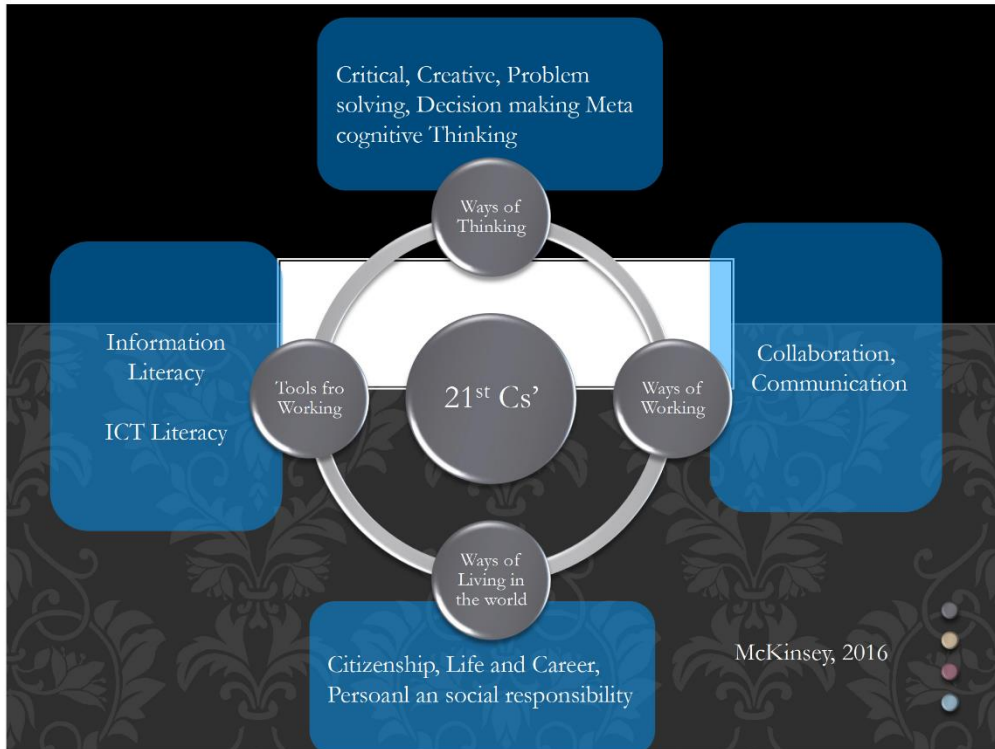 Critical, Creative, Problem
solving, Decision making Meta
cognitive Thinking
Ways of
Thinking
Information
Literacy
ICT Literacy
Tools fro
Working
21st Cs’
Ways of
Working
Collaboration,
Communication
Ways of
Living in
the world
Citizenship, Life and Career,
Persoanl an social responsibility
McKinsey, 2016